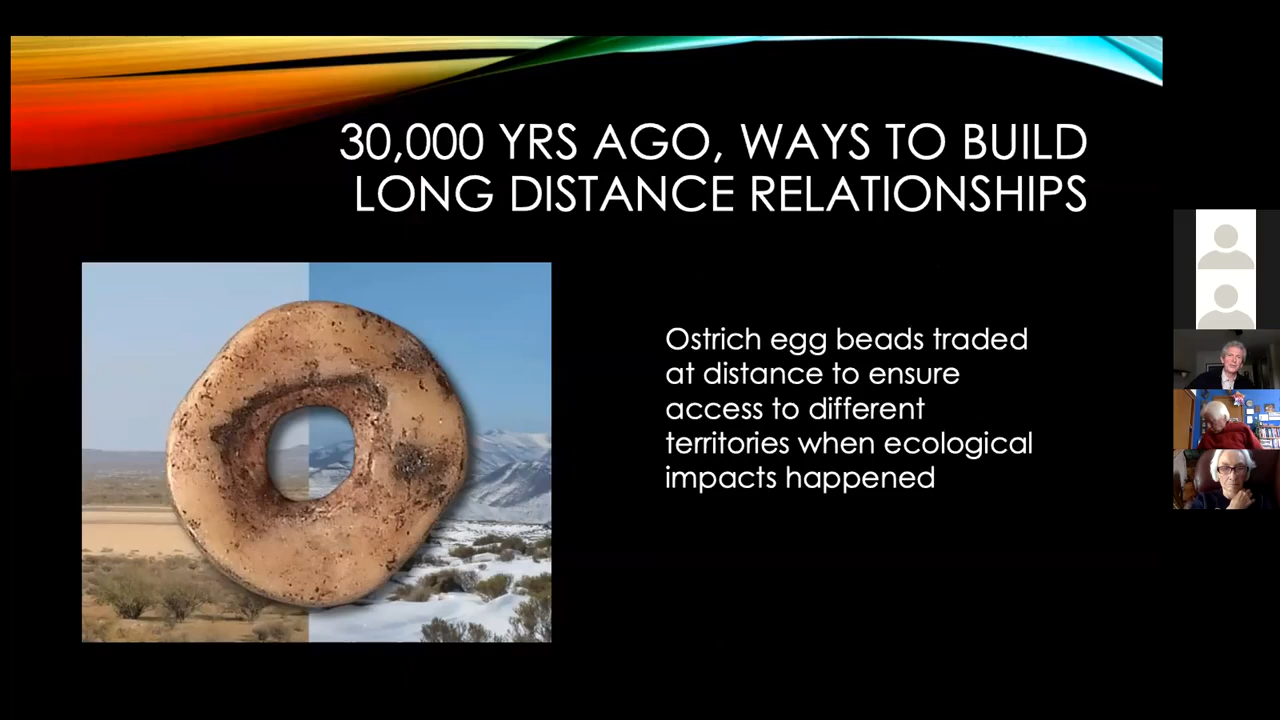 30,000 YRS AGO, WAYS TO BUILD
LONG DISTANCE RELATIONSHIPS
Ostrich egg beads traded
at distance to ensure
access to different
territories when ecological
impacts happened